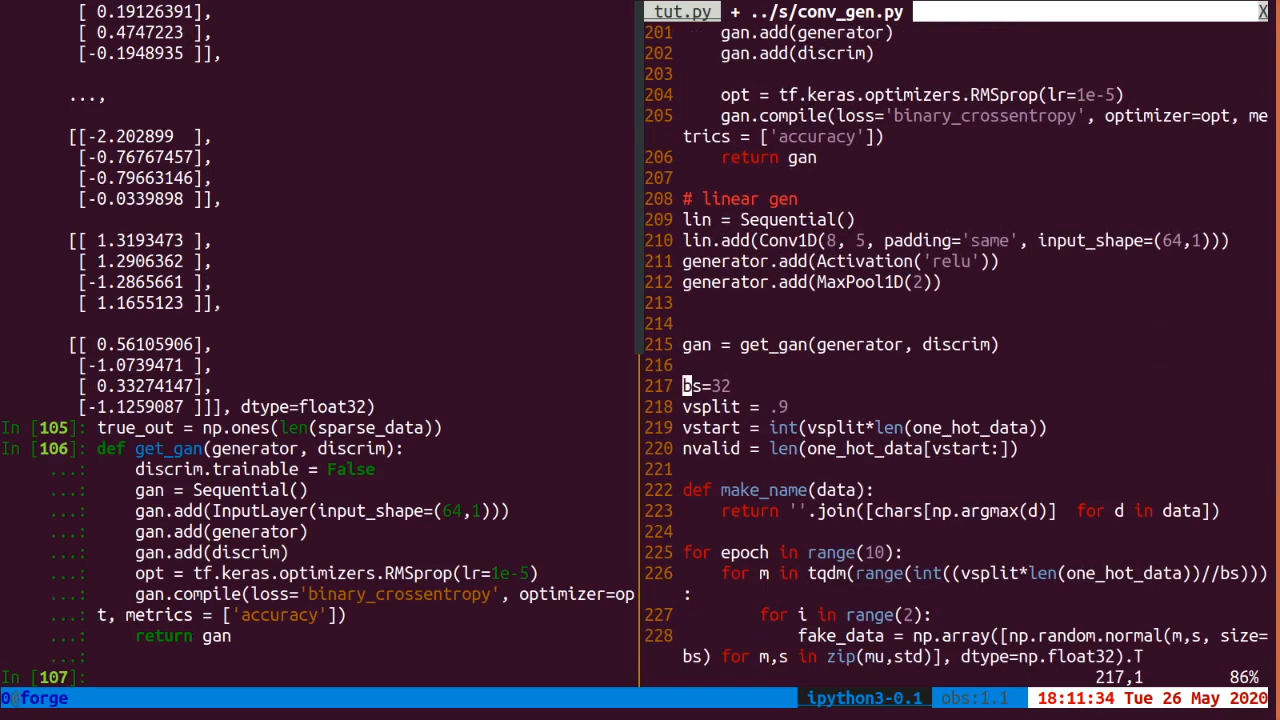 [ 0.19126391],
[ 0.4747223 ],
[-0.1948935 ]],
...,
[[-2.202899  ],
[-0.76767457],
[-0.79663146],
[-0.0339898 ]],
[[ 1.3193473 ],
[ 1.2906362 ],
[-1.2865661 ],
[ 1.1655123 ]],
[[ 0.56105906],
[-1.0739471 ],
[ 0.33274147],
[-1.1259087 ]]], dtype=float32)
In [105]: true_out = np.ones(len(sparse_data))
In [106]: def get_gan(generator, discrim):
...:     discrim.trainable = False
...:     gan = Sequential()
...:     gan.add(InputLayer(input_shape=(64,1)))
...:     gan.add(generator)
...:     gan.add(discrim)
...:     opt = tf.keras.optimizers.RMSprop(lr=1e-5)
...:     gan.compile(loss='binary_crossentropy', optimizer=op
...: t, metrics = ['accuracy'])
...:     return gan
...:
In [107]:
tut.py  + ../s/conv_gen.py X
201     gan.add(generator)
202     gan.add(discrim)
203
204     opt = tf.keras.optimizers.RMSprop(lr=1e-5)
205     gan.compile(loss='binary_crossentropy', optimizer=opt, me
trics = ['accuracy'])
206     return gan
207
208 # linear gen
209 lin = Sequential()
210 lin.add(Conv1D(8, 5, padding='same', input_shape=(64,1)))
211 generator.add(Activation('relu'))
212 generator.add(MaxPool1D(2))
213
214
215 gan = get_gan(generator, discrim)
216
217 bs=32
218 vsplit = .9
219 vstart = int(vsplit*len(one_hot_data))
220 nvalid = len(one_hot_data[vstart:])
221
222 def make_name(data):
223     return ''.join([chars[np.argmax(d)]  for d in data])
224
225 for epoch in range(10):
226     for m in tqdm(range(int((vsplit*len(one_hot_data))//bs)))
:
227         for i in range(2):
228             fake_data = np.array([np.random.normal(m,s, size=
bs) for m,s in zip(mu,std)], dtype=np.float32).T
217,1 86%
0@forge ipython3-0.1 obs:1.1 18:11:34 Tue 26 May 2020